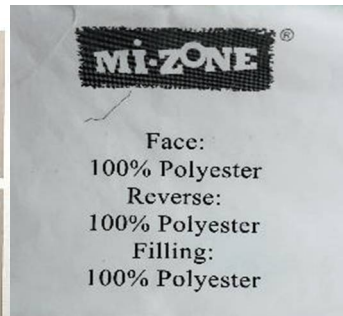 Mi-ZONE®
Face:
100% Polyester
Reverse:
100% Polyester
Filling:
100% Polyester